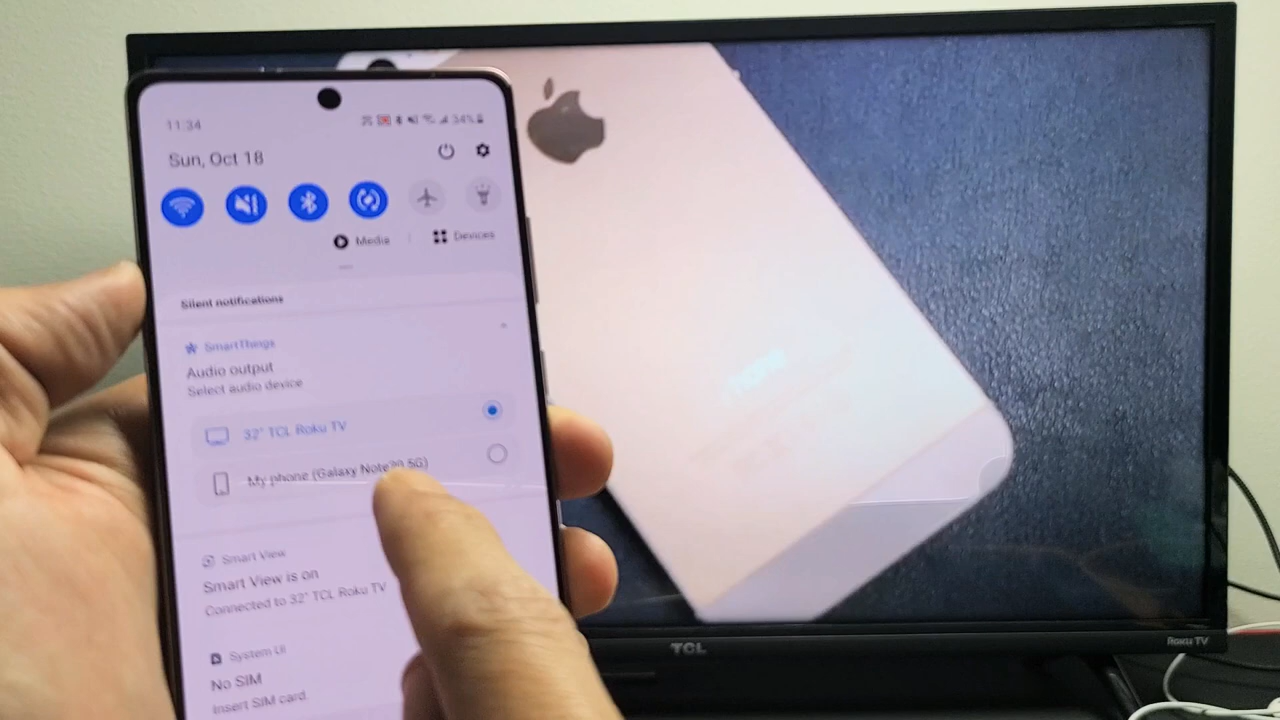 11:34
34%
Sun, Oct 18
Media
Devices
Silent notifications
SmartThings
Audio output
Select audio device
32" TCL Roku TV
My phone (Galaxy Note20 5G)
Smart View
Smart View is on
Connected to 32" TCL Roku TV
System UI
No SIM
Insert SIM card.
TCL
Roku TV